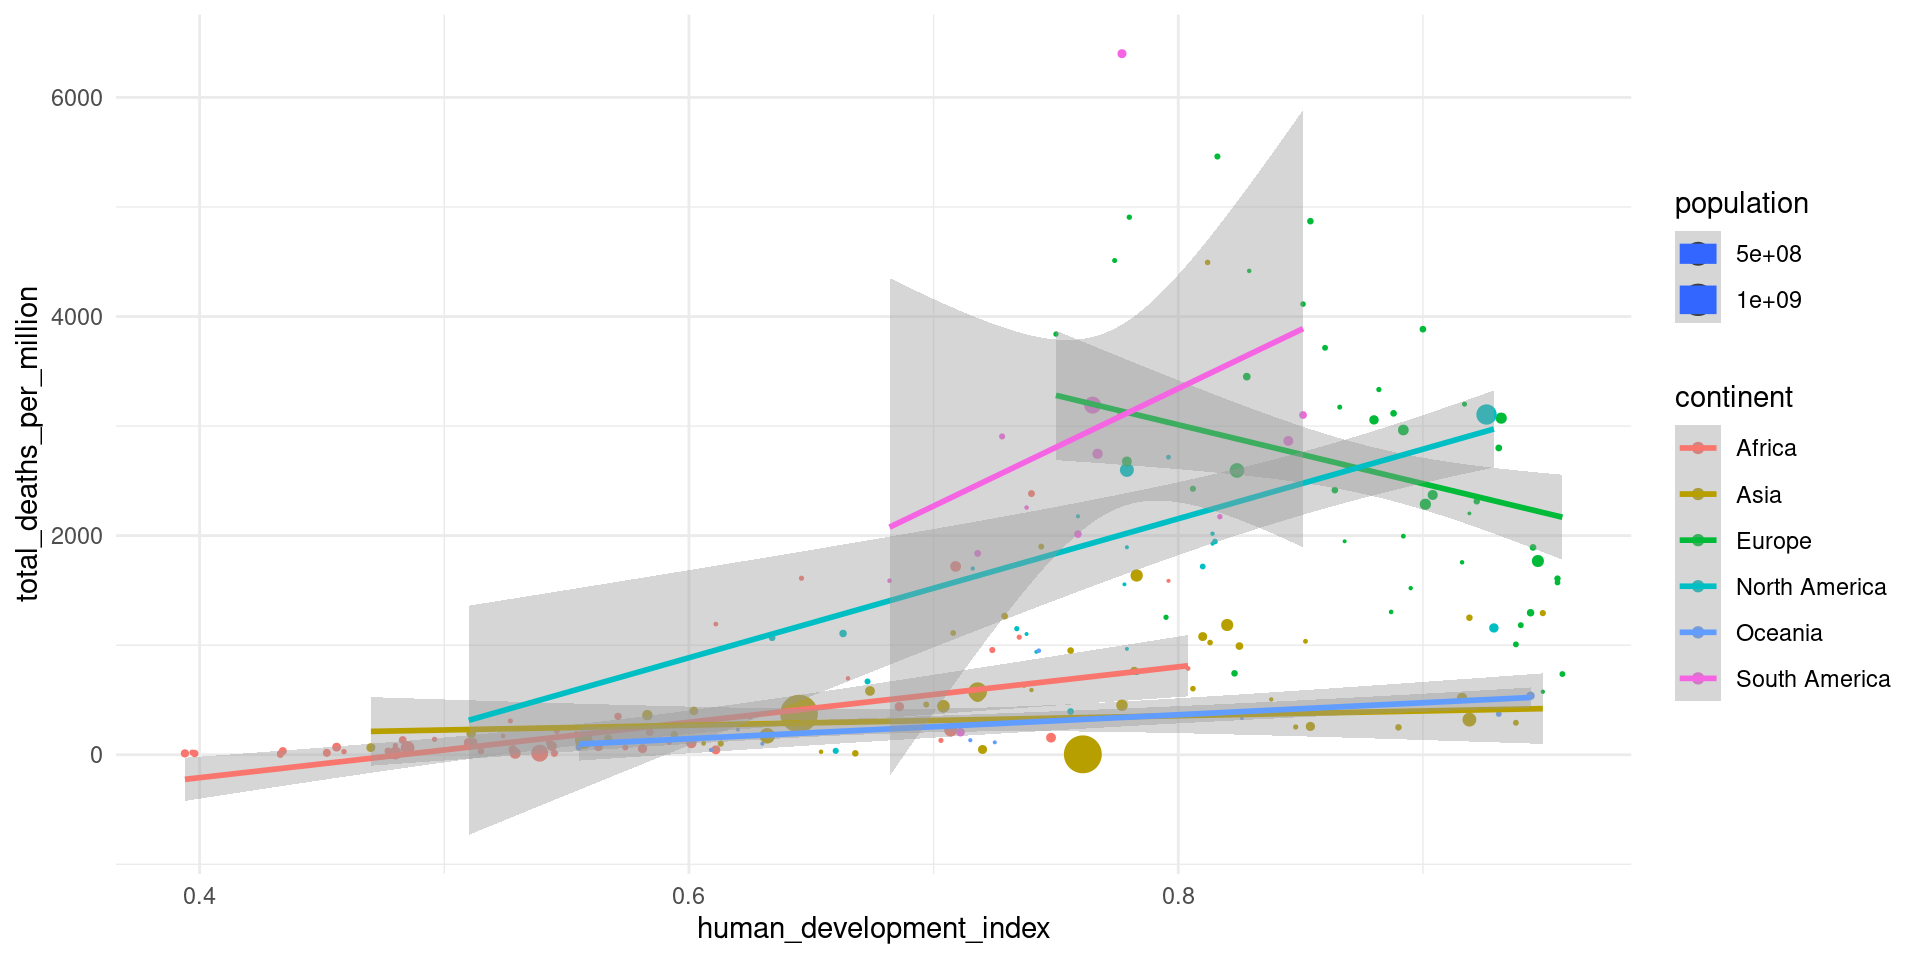 total_deaths_per_million
6000
4000
2000
0
0.4
0.6
0.8
human_development_index
population
5e+08
1e+09
continent
Africa
Asia
Europe
North America
Oceania
South America